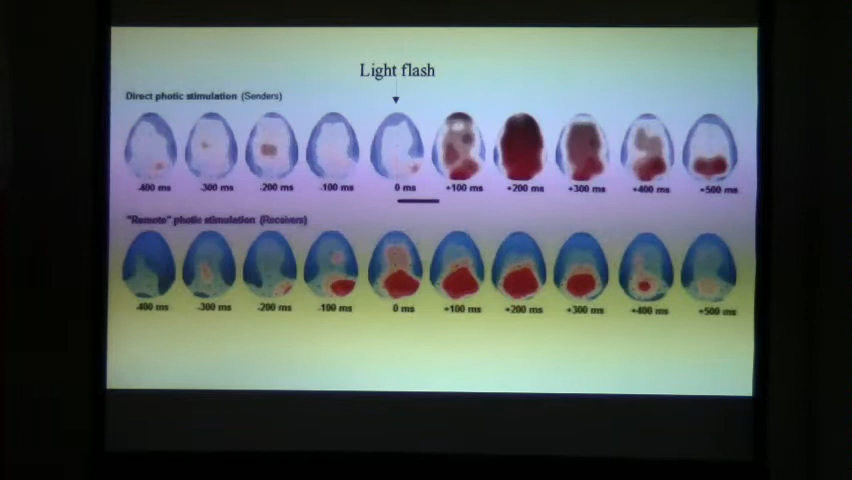 Light flash
Direct photic stimulation (Senders)
-400 ms -300 ms -200 ms -100 ms 0 ms +100 ms +200 ms +300 ms +400 ms +500 ms
"Remote" photic stimulation (Receivers)
-400 ms -300 ms -200 ms -100 ms 0 ms +100 ms +200 ms +300 ms +400 ms +500 ms